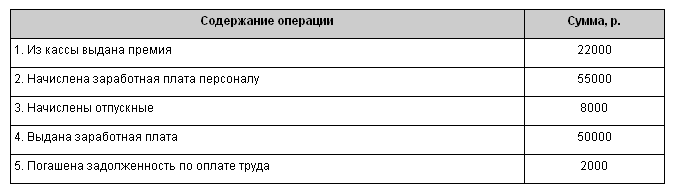 Содержание операции Сумма, р.
1. Из кассы выдана премия 22000
2. Начислена заработная плата персоналу 55000
3. Начислены отпускные 8000
4. Выдана заработная плата 50000
5. Погашена задолженность по оплате труда 2000